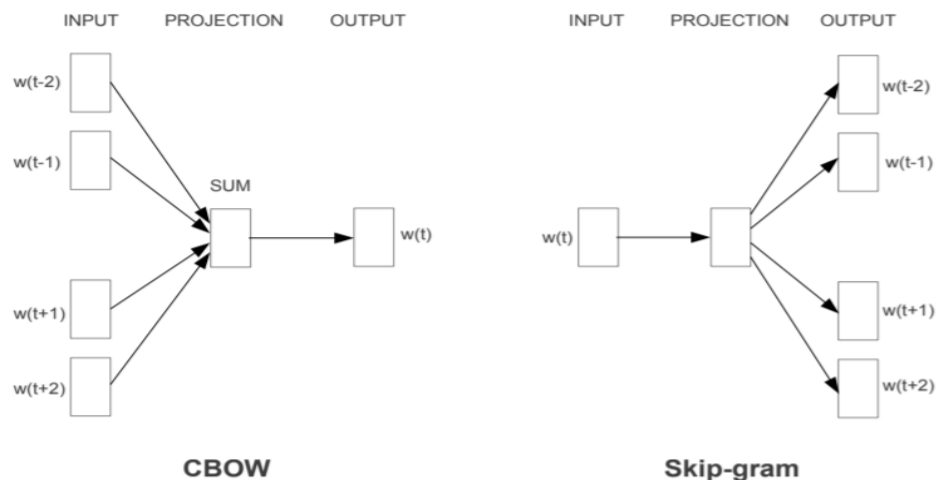 INPUT PROJECTION OUTPUT
w(t-2)
w(t-1)
SUM
w(t)
w(t+1)
w(t+2)
CBOW
INPUT PROJECTION OUTPUT
w(t-2)
w(t-1)
w(t)
w(t+1)
w(t+2)
Skip-gram